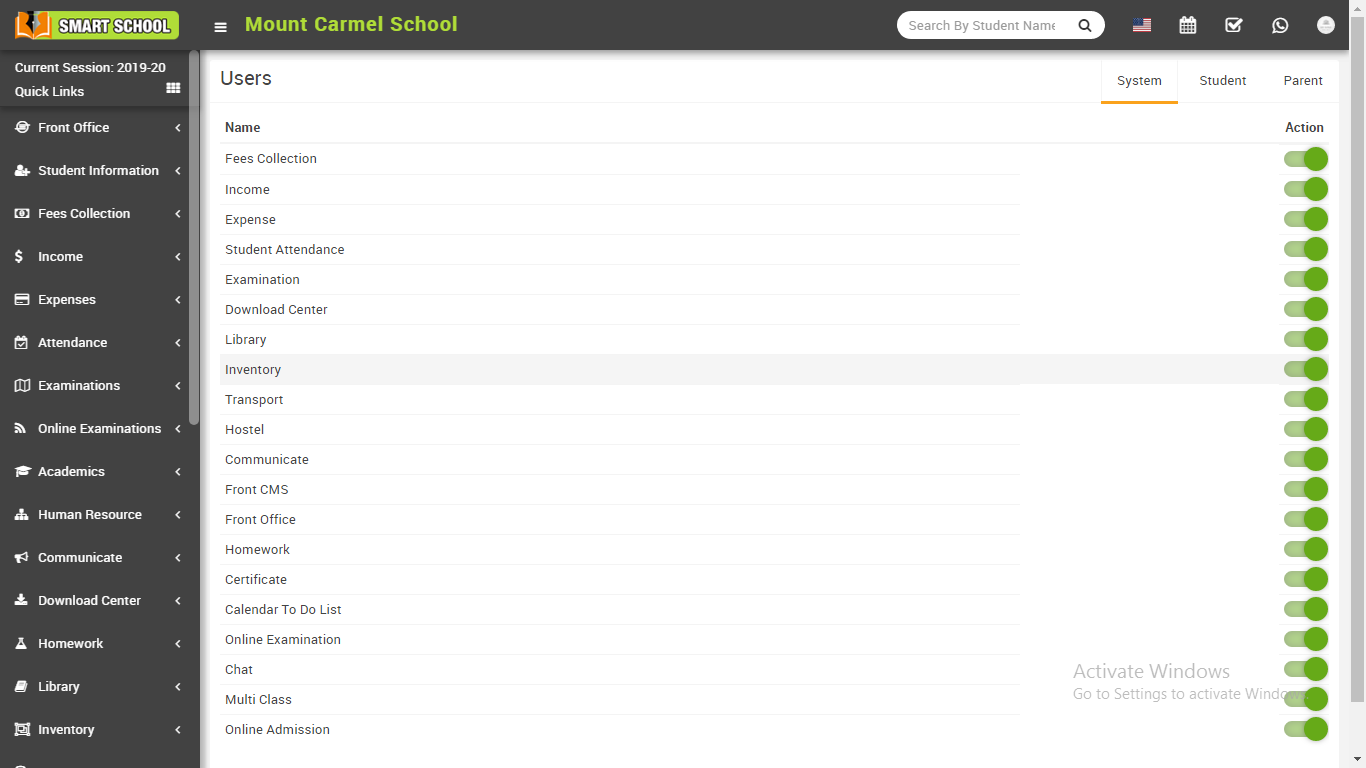 SMART SCHOOL
Mount Carmel School
Search By Student Name
Current Session: 2019-20
Quick Links
Front Office
Student Information
Fees Collection
Income
Expenses
Attendance
Examinations
Online Examinations
Academics
Human Resource
Communicate
Download Center
Homework
Library
Inventory
Users
System Student Parent
Name Action
Fees Collection
Income
Expense
Student Attendance
Examination
Download Center
Library
Inventory
Transport
Hostel
Communicate
Front CMS
Front Office
Homework
Certificate
Calendar To Do List
Online Examination
Chat
Multi Class
Online Admission
Activate Windows
Go to Settings to activate Windows.